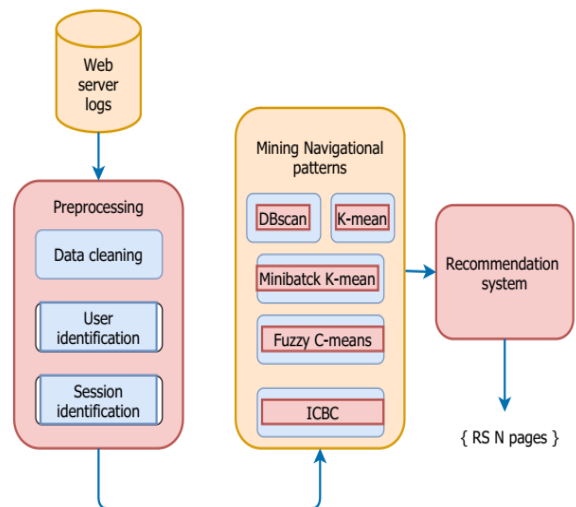 Web
server
logs
Preprocessing
Data cleaning
User
identification
Session
identification
Mining Navigational
patterns
DBscan
K-mean
Minibatck K-mean
Fuzzy C-means
ICBC
Recommendation
system
{ RS N pages }